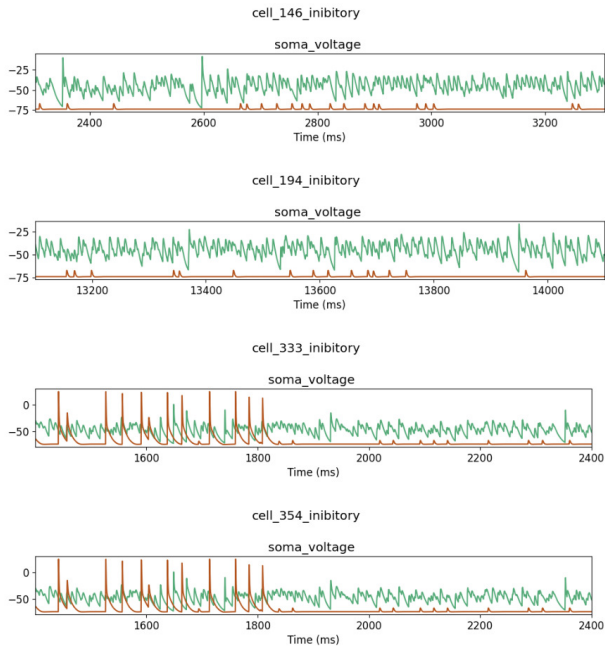 cell_146_inibitory
soma_voltage
−25
−50
−75
2400 2600 2800 3000 3200
Time (ms)
cell_194_inibitory
soma_voltage
−25
−50
−75
13200 13400 13600 13800 14000
Time (ms)
cell_333_inibitory
soma_voltage
0
−50
1600 1800 2000 2200 2400
Time (ms)
cell_354_inibitory
soma_voltage
0
−50
1600 1800 2000 2200 2400
Time (ms)